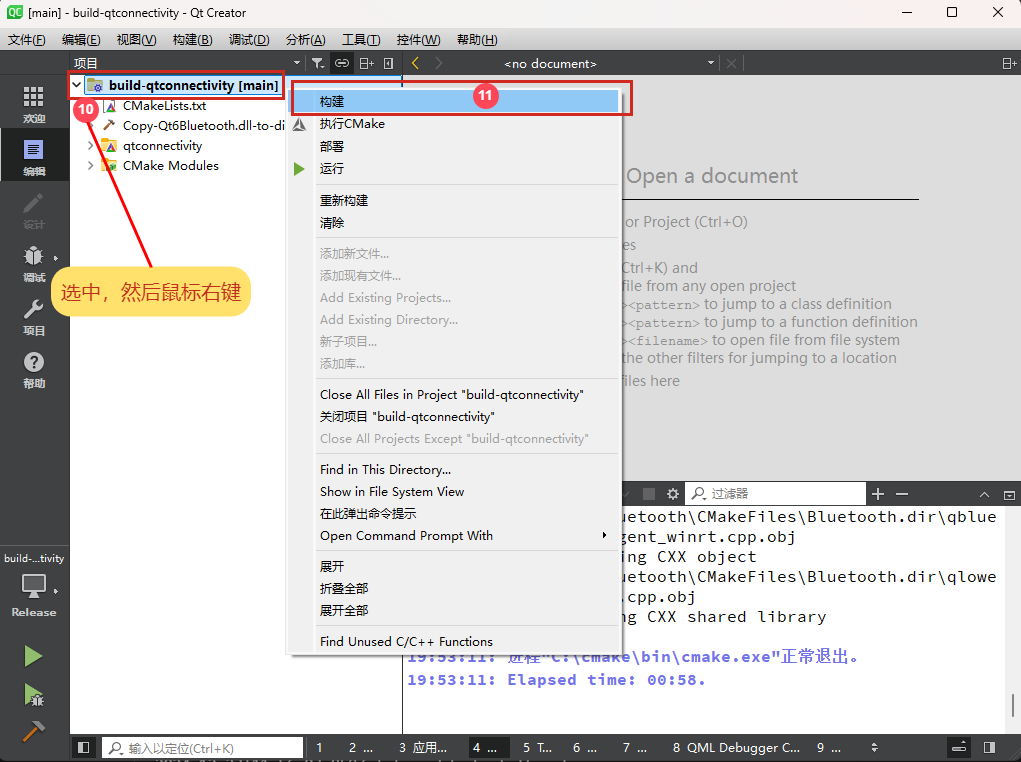 [main] - build-qtconnectivity - Qt Creator
文件(F) 编辑(E) 视图(V) 构建(B) 调试(D) 分析(A) 工具(T) 控件(W) 帮助(H)
项目
<no document>
build-qtconnectivity [main]
10
CMakeLists.txt
Copy-Qt6Bluetooth.dll-to-di
qtconnectivity
CMake Modules
欢迎
编辑
设计
调试
项目
帮助
选中，然后鼠标右键
11
构建
执行CMake
部署
运行
重新构建
清除
添加新文件...
添加现有文件...
Add Existing Projects...
Add Existing Directory...
新子项目...
添加库...
Close All Files in Project "build-qtconnectivity"
关闭项目 "build-qtconnectivity"
Close All Projects Except "build-qtconnectivity"
Find in This Directory...
Show in File System View
在此弹出命令提示
Open Command Prompt With
展开
折叠全部
展开全部
Find Unused C/C++ Functions
Open a document
or Project (Ctrl+O)
es
Ctrl+K) and
file from any open project
><pattern> to jump to a class definition
><pattern> to jump to a function definition
><filename> to open file from file system
the other filters for jumping to a location
files here
过滤器
uetooth\CMakeFiles\Bluetooth.dir\qblue
gent_winrt.cpp.obj
ing CXX object
uetooth\CMakeFiles\Bluetooth.dir\qlowe
.cpp.obj
ng CXX shared library
19:53:11: 进程"C:\cmake\bin\cmake.exe"正常退出。
19:53:11: Elapsed time: 00:58.
build-...tivity
Release
输入以定位(Ctrl+K)
1 2 ... 3 应用... 4 ... 5 T... 6 ... 7 ... 8 QML Debugger C... 9 ...